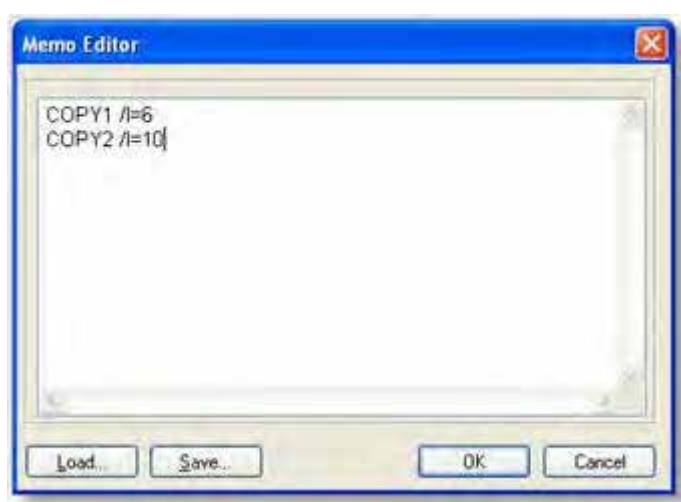 Memo Editor
COPY1 /I=6
COPY2 /I=10
Load...
Save...
OK
Cancel